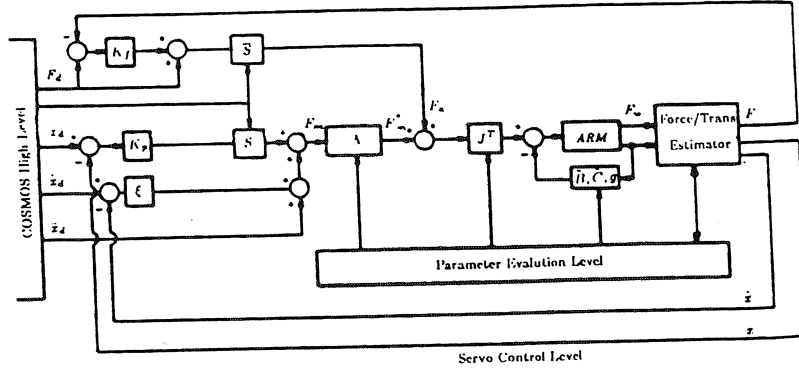 COSMOS High Level
F_d
K_f
S̄
F_a
x_d
K_p
S
F_m
Λ
F*_m
J^T
ARM
F_ω
Force/Trans
Estimator
F
ẋ_d
ξ
B̂, Ĉ, ĝ
ẍ_d
Parameter Evalution Level
ẋ
x
Servo Control Level